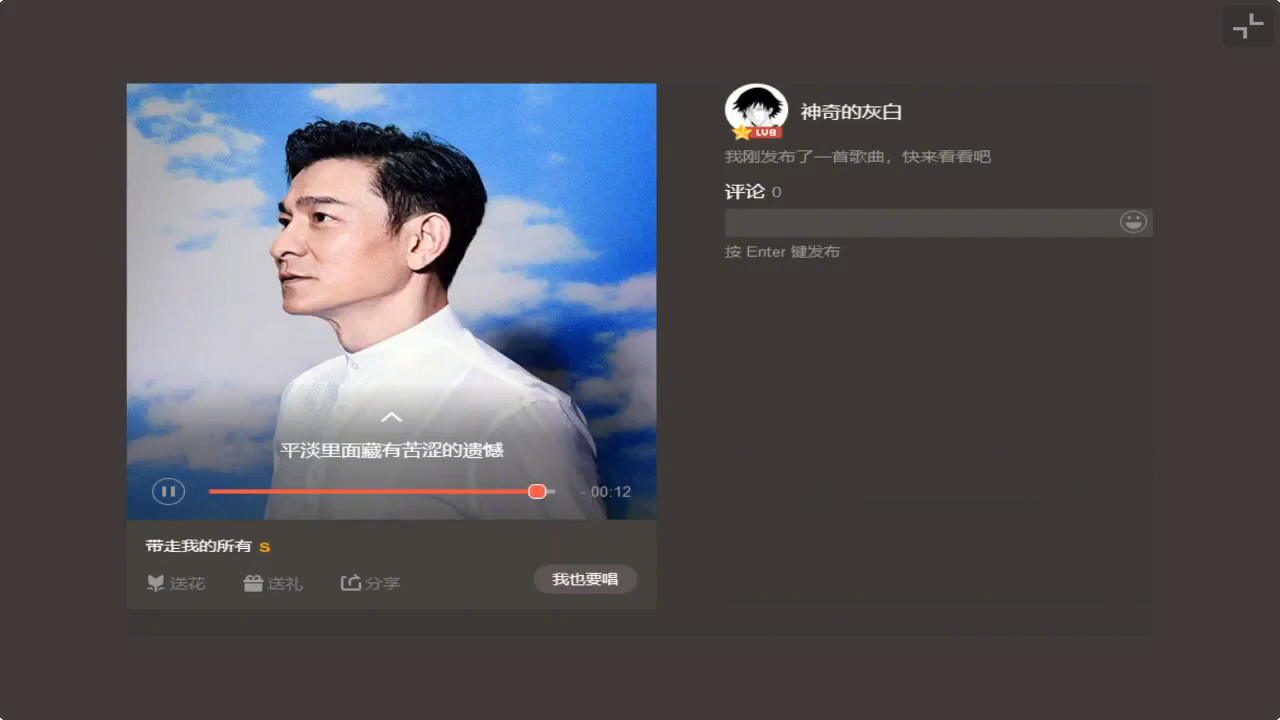 平淡里面藏有苦涩的遗憾
- 00:12
带走我的所有 S
送花 送礼 分享 我也要唱
LV8
神奇的灰白
我刚发布了一首歌曲，快来看看吧
评论 0
按 Enter 键发布